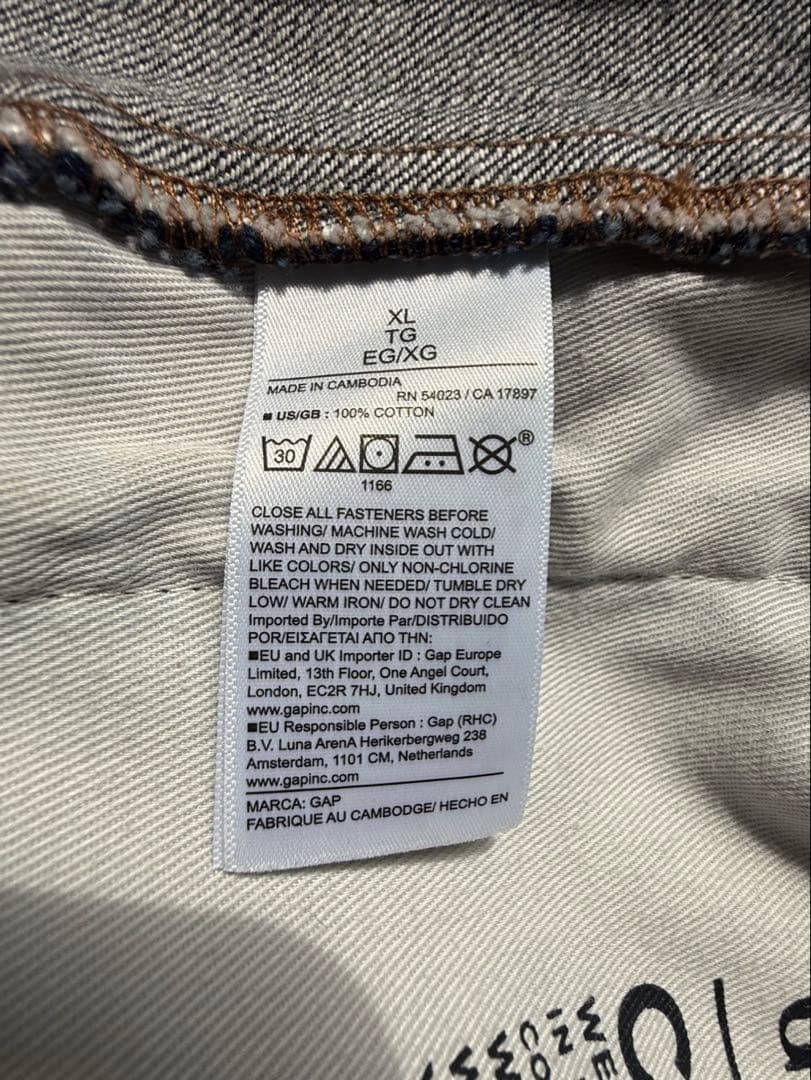 XL
TG
EG/XG
MADE IN CAMBODIA
RN 54023 / CA 17897
■ US/GB : 100% COTTON
30
®
1166
CLOSE ALL FASTENERS BEFORE
WASHING/ MACHINE WASH COLD/
WASH AND DRY INSIDE OUT WITH
LIKE COLORS/ ONLY NON-CHLORINE
BLEACH WHEN NEEDED/ TUMBLE DRY
LOW/ WARM IRON/ DO NOT DRY CLEAN
Imported By/Importe Par/DISTRIBUIDO
POR/ΕΙΣΑΓΕΤΑΙ ΑΠΟ ΤΗΝ:
■EU and UK Importer ID : Gap Europe
Limited, 13th Floor, One Angel Court,
London, EC2R 7HJ, United Kingdom
www.gapinc.com
■EU Responsible Person : Gap (RHC)
B.V. Luna ArenA Herikerbergweg 238
Amsterdam, 1101 CM, Netherlands
www.gapinc.com
MARCA: GAP
FABRIQUE AU CAMBODGE/ HECHO EN